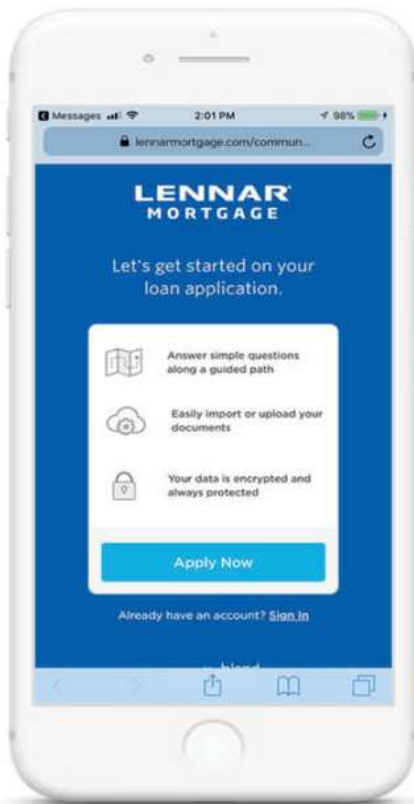 Messages 2:01 PM 98%
lennarmortgage.com/commun...
LENNAR
MORTGAGE
Let's get started on your
loan application.
Answer simple questions
along a guided path
Easily import or upload your
documents
Your data is encrypted and
always protected
Apply Now
Already have an account? Sign In
blend